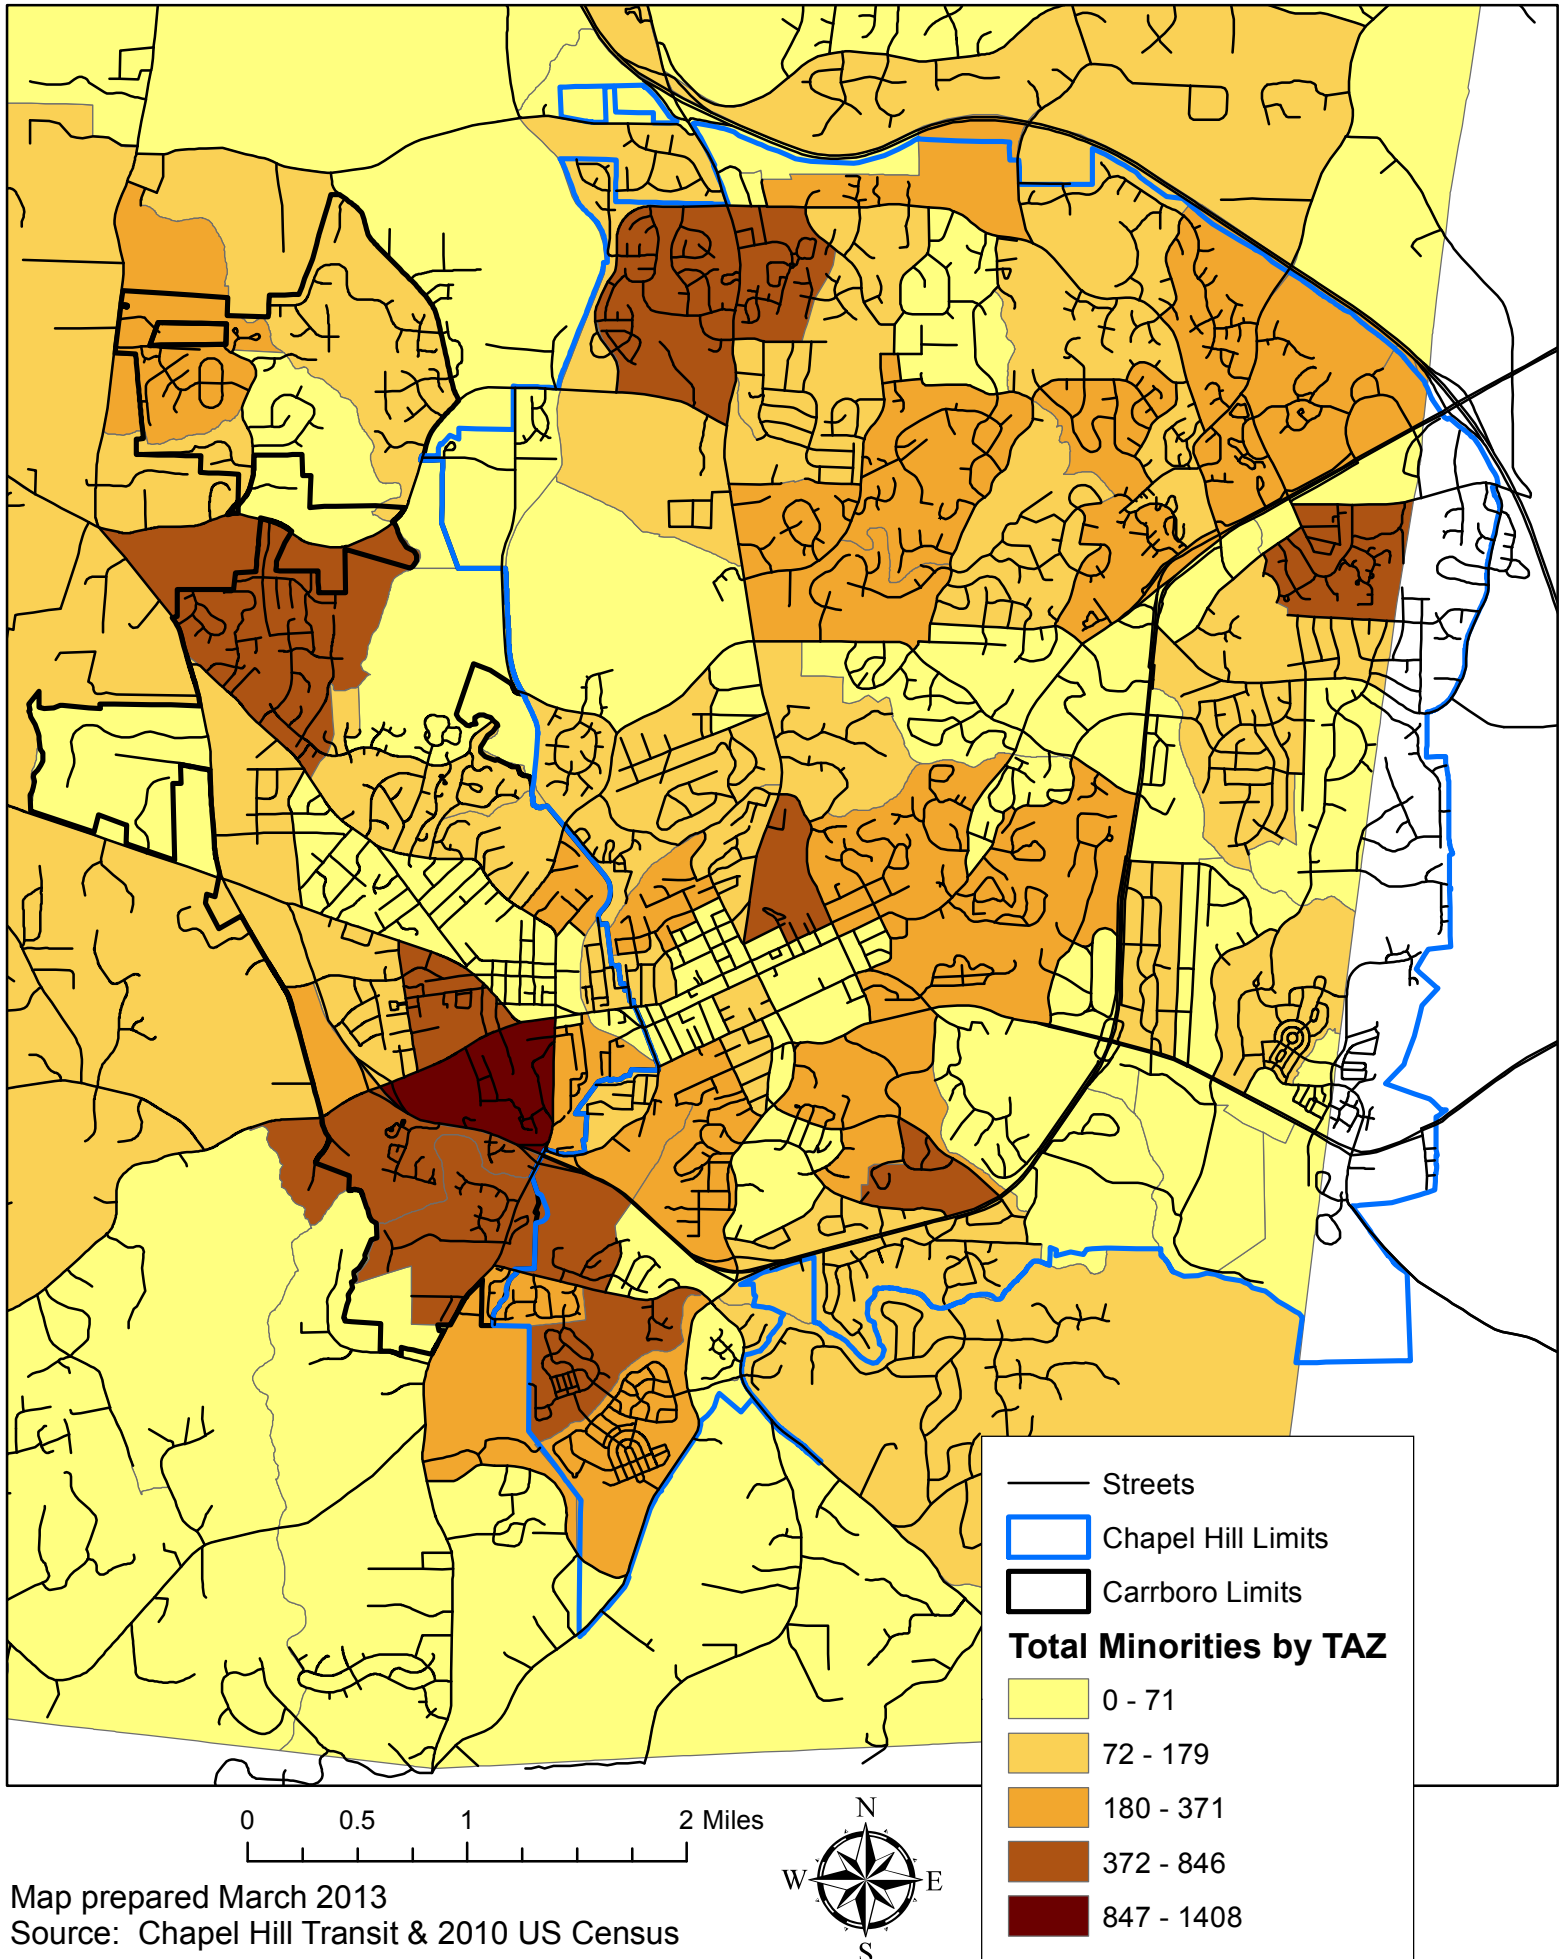 Streets
Chapel Hill Limits
Carrboro Limits
Total Minorities by TAZ
0 - 71
72 - 179
180 - 371
372 - 846
847 - 1408
0 0.5 1 2 Miles
N
W E
S
Map prepared March 2013
Source: Chapel Hill Transit & 2010 US Census